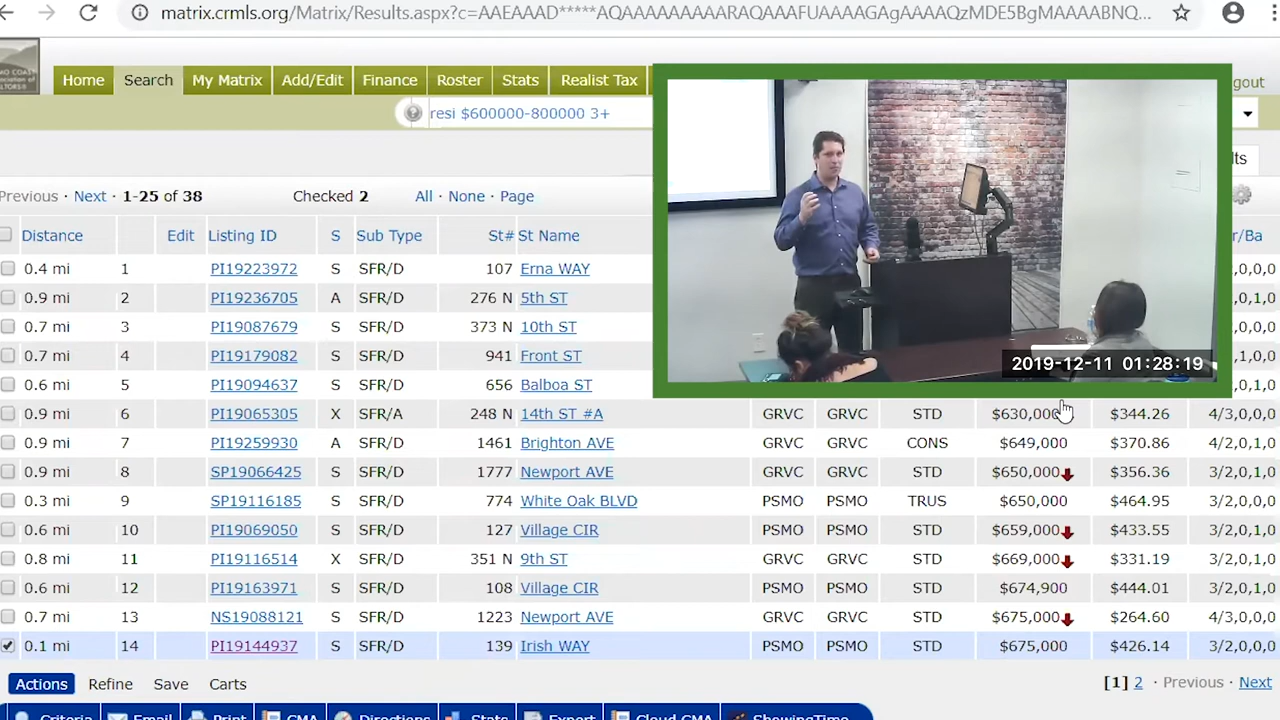 matrix.crmls.org/Matrix/Results.aspx?c=AAEAAAD*****AQAAAAAAAAARAQAAAFUAAAAGAgAAAAQzMDE5BgMAAAABNQ...
Home Search My Matrix Add/Edit Finance Roster Stats Realist Tax
resi $600000-800000 3+
Previous · Next · 1-25 of 38 Checked 2 All · None · Page
Distance Edit Listing ID S Sub Type St# St Name
0.4 mi 1 PI19223972 S SFR/D 107 Erna WAY
0.9 mi 2 PI19236705 A SFR/D 276 N 5th ST
0.7 mi 3 PI19087679 S SFR/D 373 N 10th ST
0.7 mi 4 PI19179082 S SFR/D 941 Front ST
0.6 mi 5 PI19094637 S SFR/D 656 Balboa ST
2019-12-11 01:28:19
0.9 mi 6 PI19065305 X SFR/A 248 N 14th ST #A GRVC GRVC STD $630,000 $344.26 4/3,0,0,0
0.9 mi 7 PI19259930 A SFR/D 1461 Brighton AVE GRVC GRVC CONS $649,000 $370.86 4/2,0,1,0
0.9 mi 8 SP19066425 S SFR/D 1777 Newport AVE GRVC GRVC STD $650,000 $356.36 3/2,0,1,0
0.3 mi 9 SP19116185 S SFR/D 774 White Oak BLVD PSMO PSMO TRUS $650,000 $464.95 3/2,0,0,0
0.6 mi 10 PI19069050 S SFR/D 127 Village CIR PSMO PSMO STD $659,000 $433.55 3/2,0,1,0
0.8 mi 11 PI19116514 X SFR/D 351 N 9th ST GRVC GRVC STD $669,000 $331.19 3/2,0,0,0
0.6 mi 12 PI19163971 S SFR/D 108 Village CIR PSMO PSMO STD $674,900 $444.01 3/2,0,1,0
0.7 mi 13 NS19088121 S SFR/D 1223 Newport AVE GRVC GRVC STD $675,000 $264.60 4/3,0,0,0
0.1 mi 14 PI19144937 S SFR/D 139 Irish WAY PSMO PSMO STD $675,000 $426.14 3/2,0,1,0
Actions Refine Save Carts [1] 2 · Previous · Next
Criteria Email Print CMA Directions Stats Export Cloud CMA ShowingTime